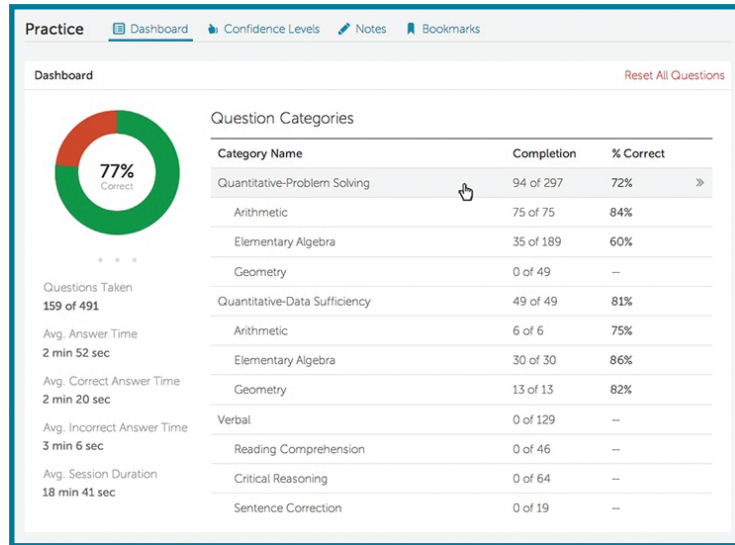 Practice Dashboard Confidence Levels Notes Bookmarks
Dashboard Reset All Questions
77%
Correct
Questions Taken
159 of 491
Avg. Answer Time
2 min 52 sec
Avg. Correct Answer Time
2 min 20 sec
Avg. Incorrect Answer Time
3 min 6 sec
Avg. Session Duration
18 min 41 sec
Question Categories
Category Name Completion % Correct
Quantitative-Problem Solving 94 of 297 72% »
Arithmetic 75 of 75 84%
Elementary Algebra 35 of 189 60%
Geometry 0 of 49 --
Quantitative-Data Sufficiency 49 of 49 81%
Arithmetic 6 of 6 75%
Elementary Algebra 30 of 30 86%
Geometry 13 of 13 82%
Verbal 0 of 129 --
Reading Comprehension 0 of 46 --
Critical Reasoning 0 of 64 --
Sentence Correction 0 of 19 --